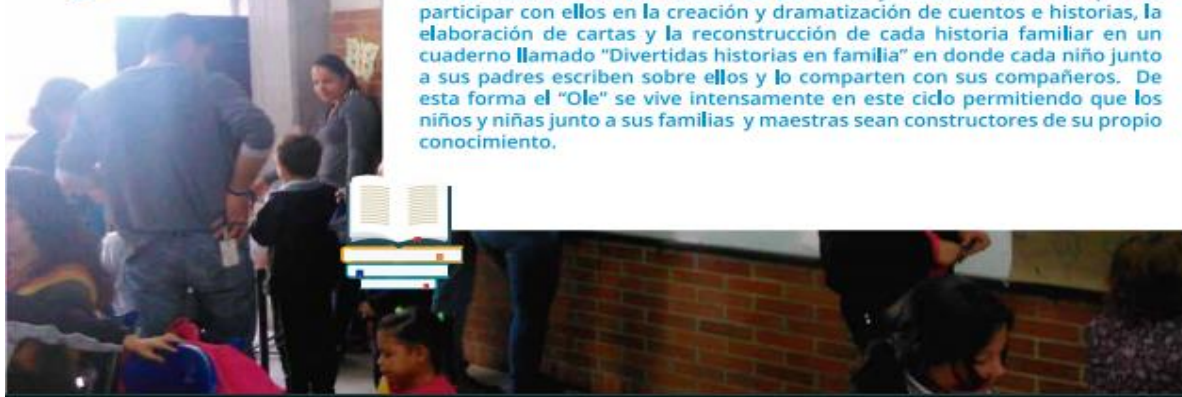 participar con ellos en la creación y dramatización de cuentos e historias, la
elaboración de cartas y la reconstrucción de cada historia familiar en un
cuaderno llamado “Divertidas historias en familia” en donde cada niño junto
a sus padres escriben sobre ellos y lo comparten con sus compañeros. De
esta forma el “Ole” se vive intensamente en este ciclo permitiendo que los
niños y niñas junto a sus familias y maestras sean constructores de su propio
conocimiento.